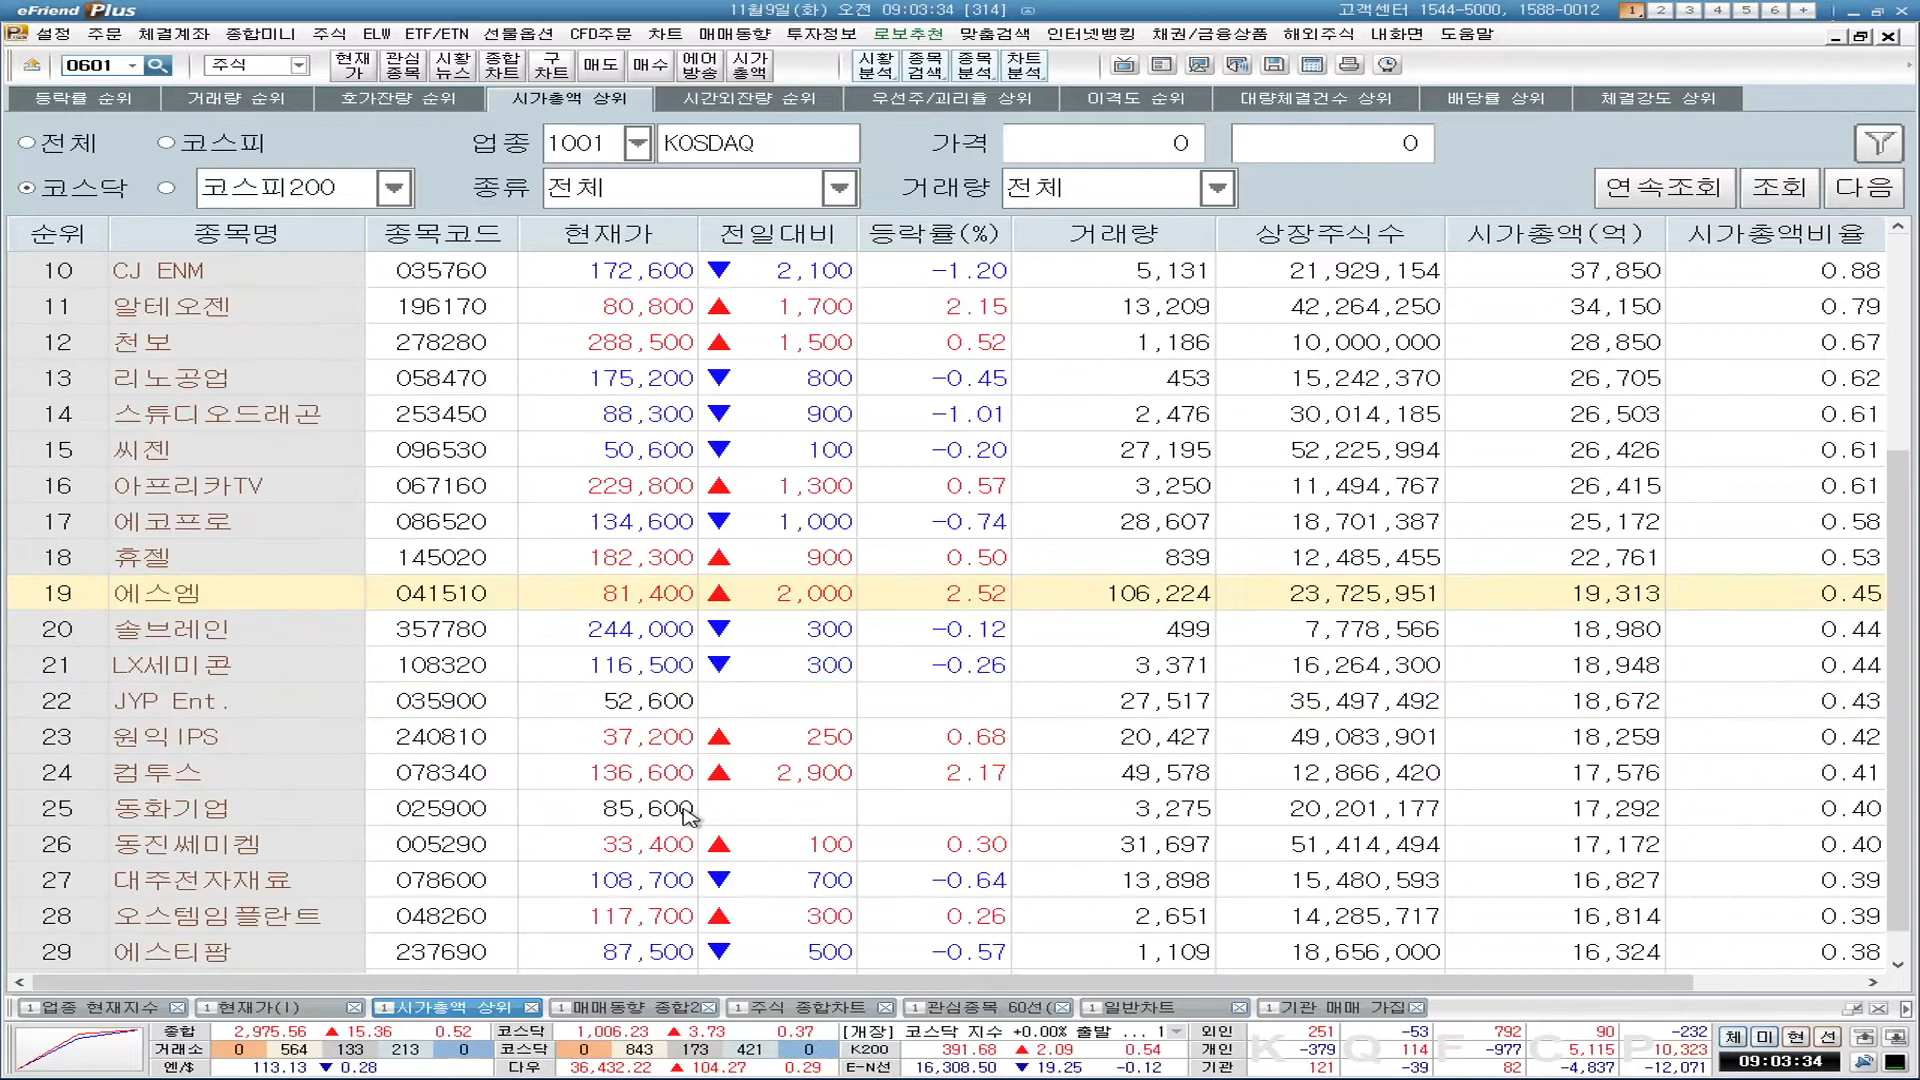 eFriend Plus 11월9일(화) 오전 09:03:34 [314] 고객센터 1544-5000, 1588-0012 1 2 3 4 5 6 +
설정 주문 체결계좌 종합미니 주식 ELW ETF/ETN 선물옵션 CFD주문 차트 매매동향 투자정보 로보추천 맞춤검색 인터넷뱅킹 채권/금융상품 해외주식 내화면 도움말
0601 주식 현재가 관심종목 시황뉴스 종합차트 구차트 매도 매수 에어방송 시가총액 시황분석 종목검색 종목분석 차트분석
등락률 순위 거래량 순위 호가잔량 순위 시가총액 상위 시간외잔량 순위 우선주/괴리율 상위 이격도 순위 대량체결건수 상위 배당률 상위 체결강도 상위
전체 코스피 업종 1001 KOSDAQ 가격 0 0
코스닥 코스피200 종류 전체 거래량 전체 연속조회 조회 다음
순위 종목명 종목코드 현재가 전일대비 등락률(%) 거래량 상장주식수 시가총액(억) 시가총액비율
10 CJ ENM 035760 172,600 ▼ 2,100 -1.20 5,131 21,929,154 37,850 0.88
11 알테오젠 196170 80,800 ▲ 1,700 2.15 13,209 42,264,250 34,150 0.79
12 천보 278280 288,500 ▲ 1,500 0.52 1,186 10,000,000 28,850 0.67
13 리노공업 058470 175,200 ▼ 800 -0.45 453 15,242,370 26,705 0.62
14 스튜디오드래곤 253450 88,300 ▼ 900 -1.01 2,476 30,014,185 26,503 0.61
15 씨젠 096530 50,600 ▼ 100 -0.20 27,195 52,225,994 26,426 0.61
16 아프리카TV 067160 229,800 ▲ 1,300 0.57 3,250 11,494,767 26,415 0.61
17 에코프로 086520 134,600 ▼ 1,000 -0.74 28,607 18,701,387 25,172 0.58
18 휴젤 145020 182,300 ▲ 900 0.50 839 12,485,455 22,761 0.53
19 에스엠 041510 81,400 ▲ 2,000 2.52 106,224 23,725,951 19,313 0.45
20 솔브레인 357780 244,000 ▼ 300 -0.12 499 7,778,566 18,980 0.44
21 LX세미콘 108320 116,500 ▼ 300 -0.26 3,371 16,264,300 18,948 0.44
22 JYP Ent. 035900 52,600 27,517 35,497,492 18,672 0.43
23 원익IPS 240810 37,200 ▲ 250 0.68 20,427 49,083,901 18,259 0.42
24 컴투스 078340 136,600 ▲ 2,900 2.17 49,578 12,866,420 17,576 0.41
25 동화기업 025900 85,600 3,275 20,201,177 17,292 0.40
26 동진쎄미켐 005290 33,400 ▲ 100 0.30 31,697 51,414,494 17,172 0.40
27 대주전자재료 078600 108,700 ▼ 700 -0.64 13,898 15,480,593 16,827 0.39
28 오스템임플란트 048260 117,700 ▲ 300 0.26 2,651 14,285,717 16,814 0.39
29 에스티팜 237690 87,500 ▼ 500 -0.57 1,109 18,656,000 16,324 0.38
1 업종 현재지수 1 현재가(I) 1 시가총액 상위 1 매매동향 종합2 1 주식 종합차트 1 관심종목 60선( 1 일반차트 1 기관 매매 가집
종합 2,975.56 ▲ 15.36 0.52 코스닥 1,006.23 ▲ 3.73 0.37 [개장] 코스닥 지수 +0.00% 출발 ... 1 외인 251 -53 792 90 -232 체 미 현 선
거래소 0 564 133 213 0 코스닥 0 843 173 421 0 K200 391.68 ▲ 2.09 0.54 개인 -379 114 -977 5,115 10,323
엔/$ 113.13 ▼ 0.28 다우 36,432.22 ▲ 104.27 0.29 E-N선 16,308.50 ▼ 19.25 -0.12 기관 121 -39 82 -4,837 -12,071 09:03:34
K Q F C P